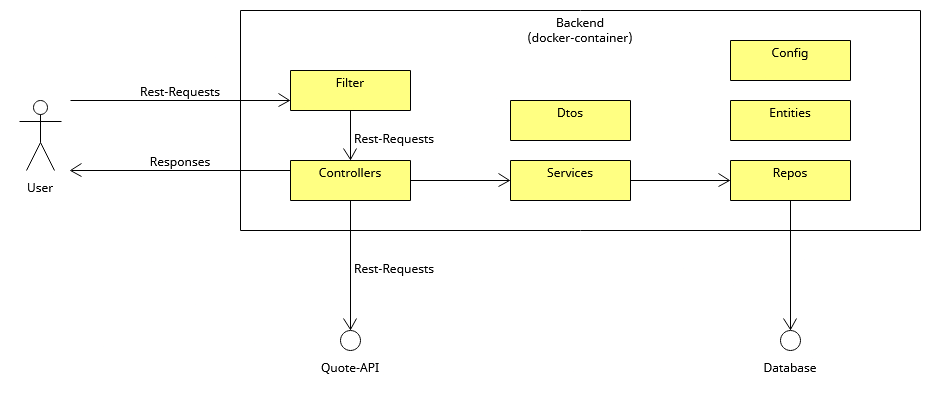 Backend
(docker-container)
Config
Filter
Rest-Requests
Dtos
Entities
Rest-Requests
Responses
Controllers
Services
Repos
User
Rest-Requests
Quote-API
Database